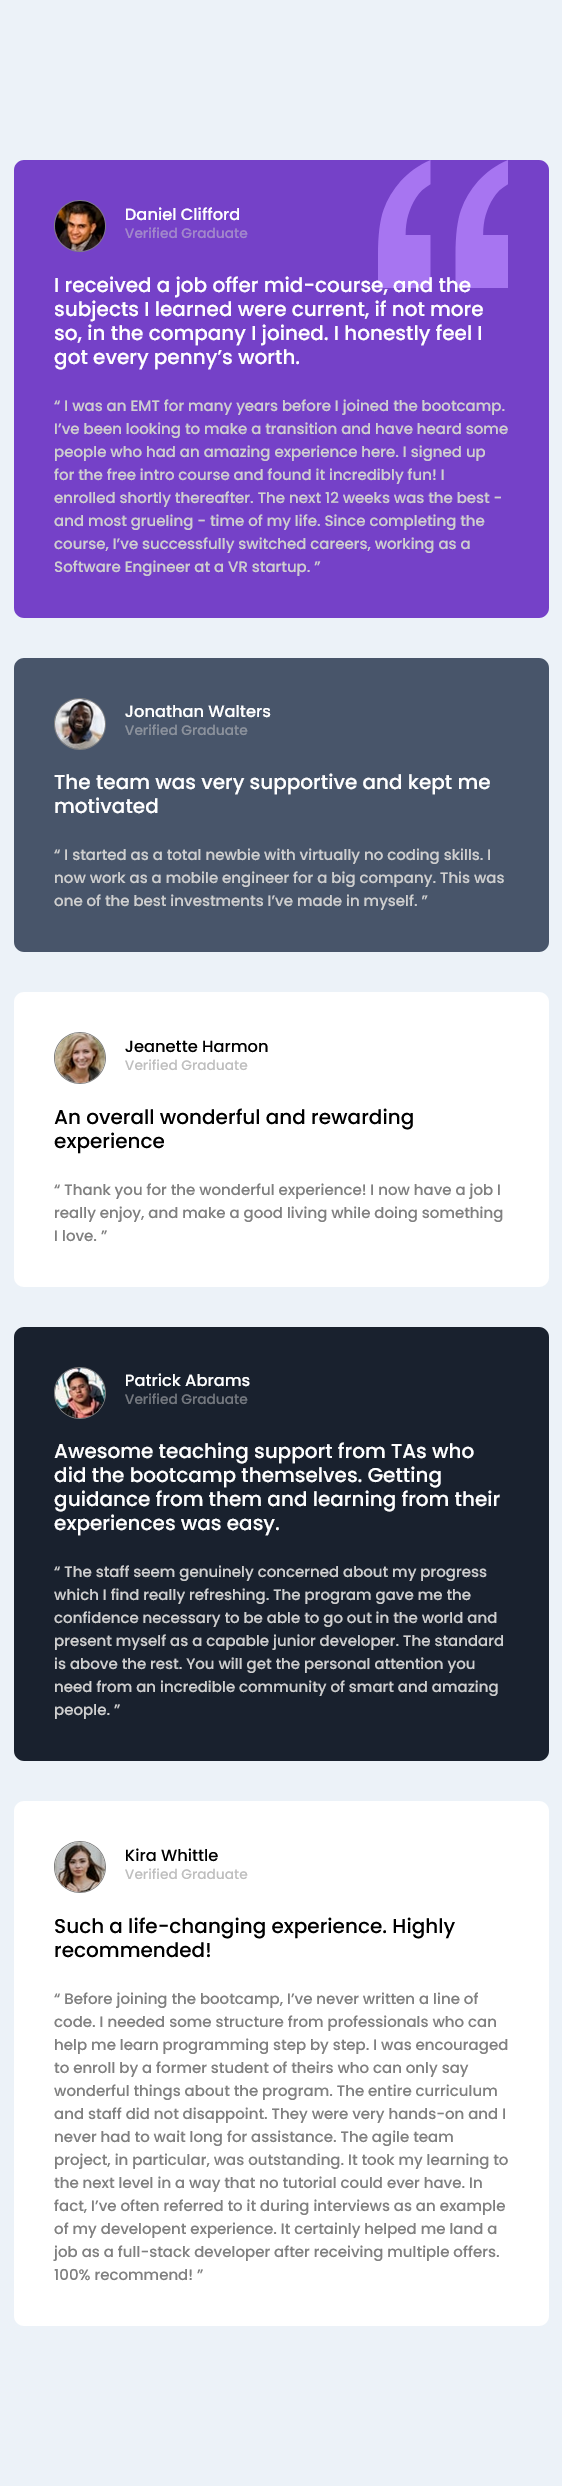 Daniel Clifford
Verified Graduate
I received a job offer mid-course, and the
subjects I learned were current, if not more
so, in the company I joined. I honestly feel I
got every penny’s worth.
“ I was an EMT for many years before I joined the bootcamp.
I’ve been looking to make a transition and have heard some
people who had an amazing experience here. I signed up
for the free intro course and found it incredibly fun! I
enrolled shortly thereafter. The next 12 weeks was the best -
and most grueling - time of my life. Since completing the
course, I’ve successfully switched careers, working as a
Software Engineer at a VR startup. ”
Jonathan Walters
Verified Graduate
The team was very supportive and kept me
motivated
“ I started as a total newbie with virtually no coding skills. I
now work as a mobile engineer for a big company. This was
one of the best investments I’ve made in myself. ”
Jeanette Harmon
Verified Graduate
An overall wonderful and rewarding
experience
“ Thank you for the wonderful experience! I now have a job I
really enjoy, and make a good living while doing something
I love. ”
Patrick Abrams
Verified Graduate
Awesome teaching support from TAs who
did the bootcamp themselves. Getting
guidance from them and learning from their
experiences was easy.
“ The staff seem genuinely concerned about my progress
which I find really refreshing. The program gave me the
confidence necessary to be able to go out in the world and
present myself as a capable junior developer. The standard
is above the rest. You will get the personal attention you
need from an incredible community of smart and amazing
people. ”
Kira Whittle
Verified Graduate
Such a life-changing experience. Highly
recommended!
“ Before joining the bootcamp, I’ve never written a line of
code. I needed some structure from professionals who can
help me learn programming step by step. I was encouraged
to enroll by a former student of theirs who can only say
wonderful things about the program. The entire curriculum
and staff did not disappoint. They were very hands-on and I
never had to wait long for assistance. The agile team
project, in particular, was outstanding. It took my learning to
the next level in a way that no tutorial could ever have. In
fact, I’ve often referred to it during interviews as an example
of my developent experience. It certainly helped me land a
job as a full-stack developer after receiving multiple offers.
100% recommend! ”